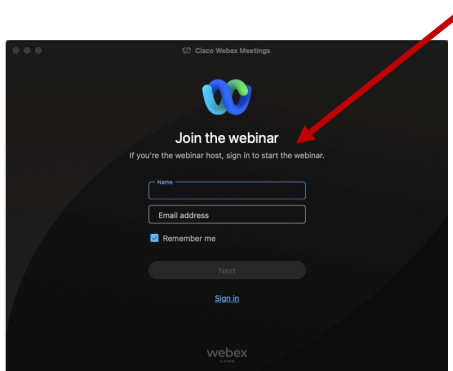 Cisco Webex Meetings
Join the webinar
If you're the webinar host, sign in to start the webinar.
Name
Email address
Remember me
Next
Sign in
webex